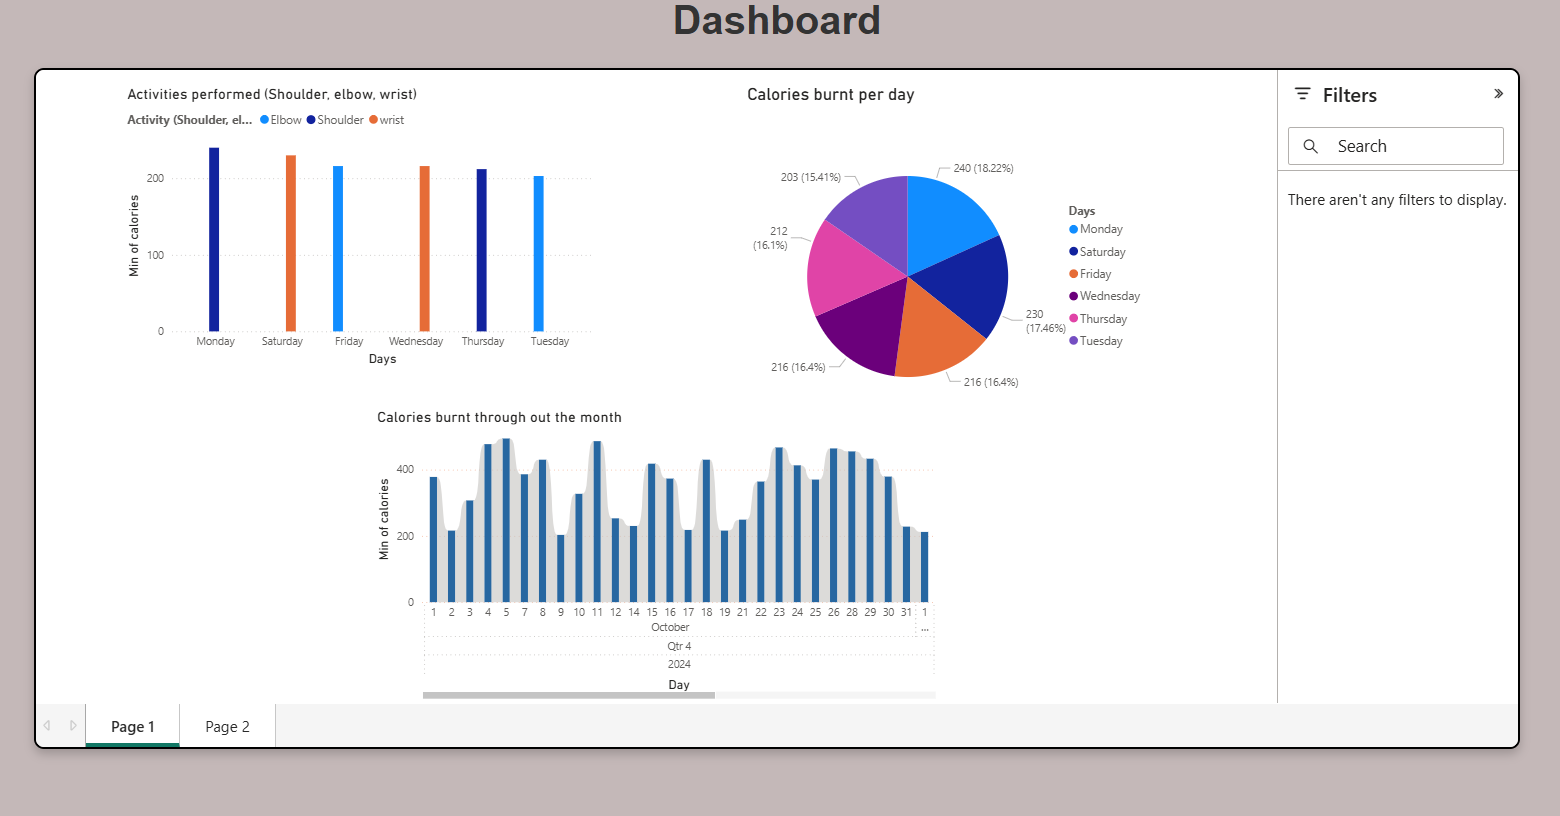 Dashboard
Activities performed (Shoulder, elbow, wrist)
Activity (Shoulder, el... Elbow Shoulder wrist
200
100
0
Min of calories
Monday Saturday Friday Wednesday Thursday Tuesday
Days
Calories burnt per day
203 (15.41%)
240 (18.22%)
212
(16.1%)
230
(17.46%)
216 (16.4%)
216 (16.4%)
Days
Monday
Saturday
Friday
Wednesday
Thursday
Tuesday
Calories burnt through out the month
400
200
0
Min of calories
1 2 3 4 5 7 8 9 10 11 12 14 15 16 17 18 19 21 22 23 24 25 26 28 29 30 31 1
October ...
Qtr 4
2024
Day
Filters
Search
There aren't any filters to display.
Page 1 Page 2